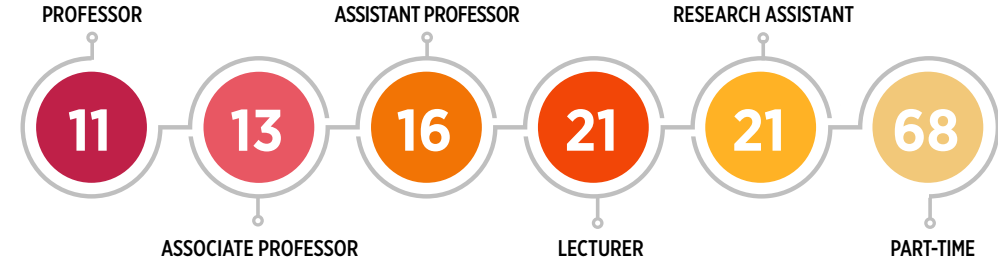 PROFESSOR
ASSISTANT PROFESSOR
RESEARCH ASSISTANT
11
13
16
21
21
68
ASSOCIATE PROFESSOR
LECTURER
PART-TIME